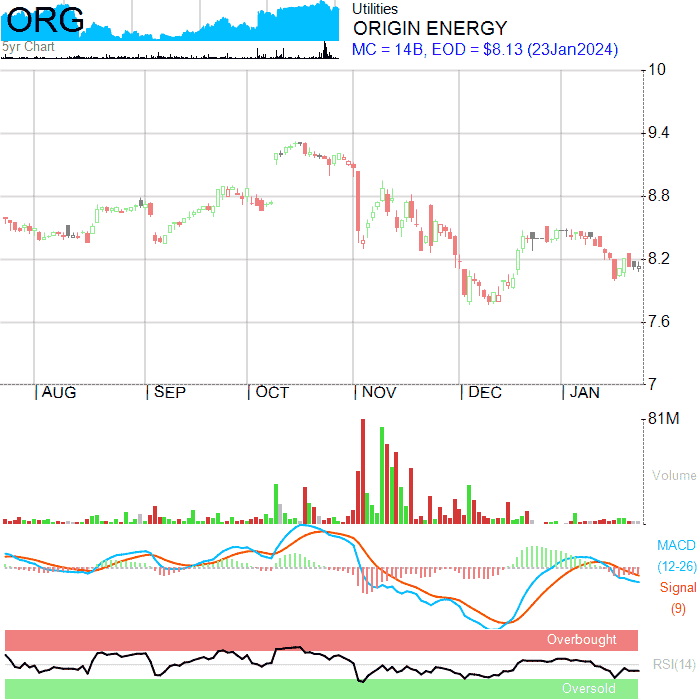 ORG
5yr Chart
Utilities
ORIGIN ENERGY
MC = 14B, EOD = $8.13 (23Jan2024)
10
9.4
8.8
8.2
7.6
7
AUG
SEP
OCT
NOV
DEC
JAN
81M
Volume
MACD
(12-26)
Signal
(9)
Overbought
RSI(14)
Oversold